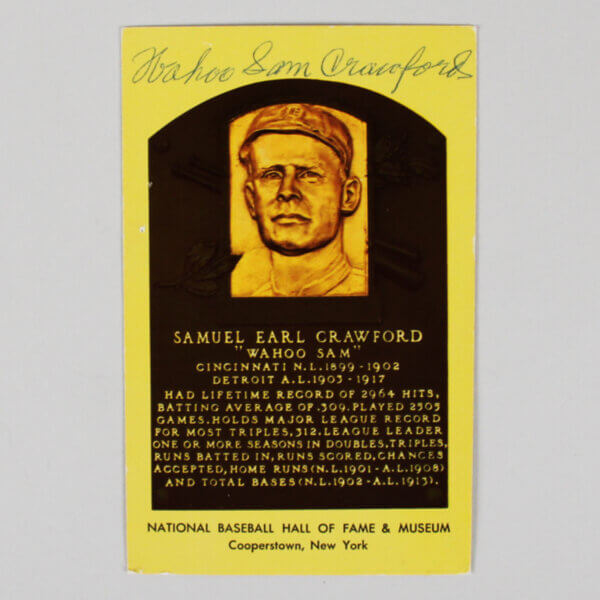 Wahoo Sam Crawford
SAMUEL EARL CRAWFORD
"WAHOO SAM"
CINCINNATI N.L. 1899 - 1902
DETROIT A.L. 1903 - 1917
HAD LIFETIME RECORD OF 2964 HITS,
BATTING AVERAGE OF .309. PLAYED 2505
GAMES. HOLDS MAJOR LEAGUE RECORD
FOR MOST TRIPLES, 312. LEAGUE LEADER
ONE OR MORE SEASONS IN DOUBLES, TRIPLES,
RUNS BATTED IN, RUNS SCORED, CHANCES
ACCEPTED, HOME RUNS (N.L. 1901 - A.L. 1908)
AND TOTAL BASES (N.L. 1902 - A.L. 1913).
NATIONAL BASEBALL HALL OF FAME & MUSEUM
Cooperstown, New York